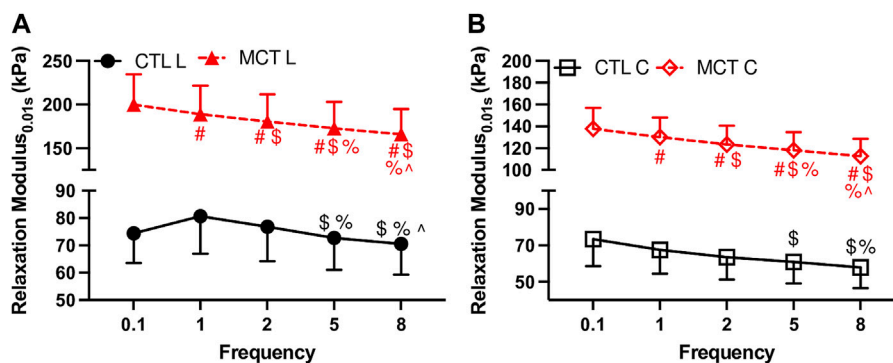 A
CTL L MCT L
Relaxation Modulus0.01s (kPa)
250
200
150
90
80
70
60
50
#
# $
# $ %
# $
% ^
$ %
$ % ^
0.1 1 2 5 8
Frequency
B
CTL C MCT C
Relaxation Modulus0.01s (kPa)
200
180
160
140
120
100
90
70
50
#
# $
# $ %
# $
% ^
$
$ %
0.1 1 2 5 8
Frequency